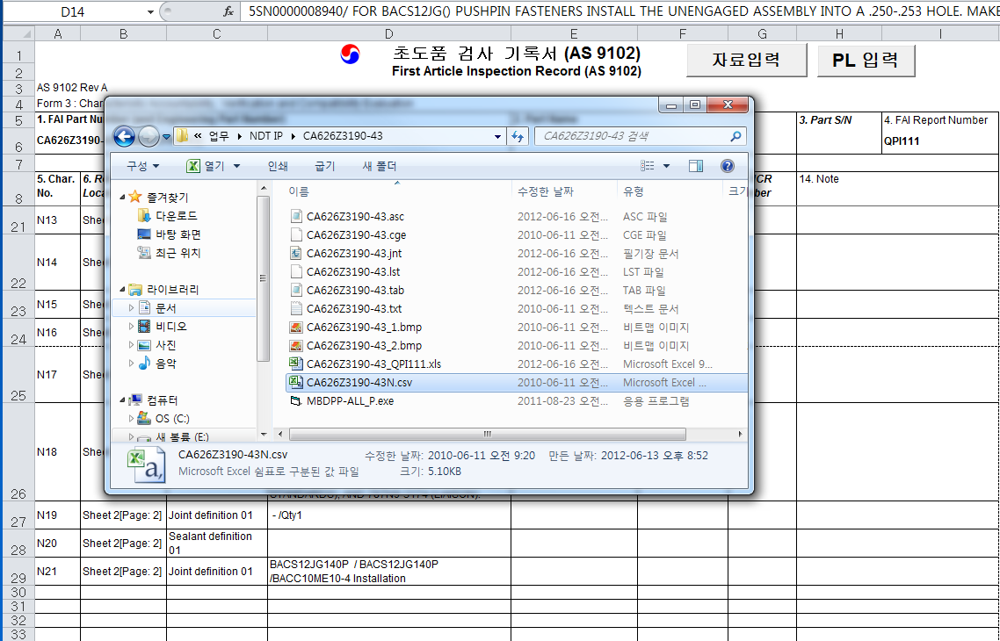 D14
fx
5SN0000008940/ FOR BACS12JG() PUSHPIN FASTENERS INSTALL THE UNENGAGED ASSEMBLY INTO A .250-.253 HOLE. MAKE
A B C D E F G H I
1 초도품 검사 기록서 (AS 9102) 자료입력 PL 입력
2 First Article Inspection Record (AS 9102)
3 AS 9102 Rev A
4 Form 3 : Char
5 1. FAI Part Nu 3. Part S/N 4. FAI Report Number
6 CA626Z3190- QPI111
7
8 5. Char. No. 6. Re Loca CR ber 14. Note
« 업무 NDT IP CA626Z3190-43
CA626Z3190-43 검색
구성 열기 인쇄 굽기 새 폴더
즐겨찾기
다운로드
바탕 화면
최근 위치
라이브러리
문서
비디오
사진
음악
컴퓨터
OS (C:)
새 볼륨 (E:)
이름 수정한 날짜 유형 크기
CA626Z3190-43.asc 2012-06-16 오전... ASC 파일
CA626Z3190-43.cge 2010-06-11 오전... CGE 파일
CA626Z3190-43.jnt 2012-06-16 오전... 필기장 문서
CA626Z3190-43.lst 2012-06-16 오전... LST 파일
CA626Z3190-43.tab 2012-06-16 오전... TAB 파일
CA626Z3190-43.txt 2010-06-11 오전... 텍스트 문서
CA626Z3190-43_1.bmp 2010-06-11 오전... 비트맵 이미지
CA626Z3190-43_2.bmp 2010-06-11 오전... 비트맵 이미지
CA626Z3190-43_QPI111.xls 2012-06-16 오전... Microsoft Excel 9...
CA626Z3190-43N.csv 2010-06-11 오전... Microsoft Excel ...
MBDPP-ALL_P.exe 2011-08-23 오전... 응용 프로그램
CA626Z3190-43N.csv 수정한 날짜: 2010-06-11 오전 9:20 만든 날짜: 2012-06-13 오후 8:52
Microsoft Excel 쉼표로 구분된 값 파일 크기: 5.10KB
21 N13 Shee
22 N14 Shee
23 N15 Shee
24 N16 Shee
25 N17 Shee
26 N18 Shee
27 N19 Sheet 2[Page: 2] Joint definition 01 - /Qty1
28 N20 Sheet 2[Page: 2] Sealant definition 01
29 N21 Sheet 2[Page: 2] Joint definition 01 BACS12JG140P / BACS12JG140P /BACC10ME10-4 Installation
30
31
32
33